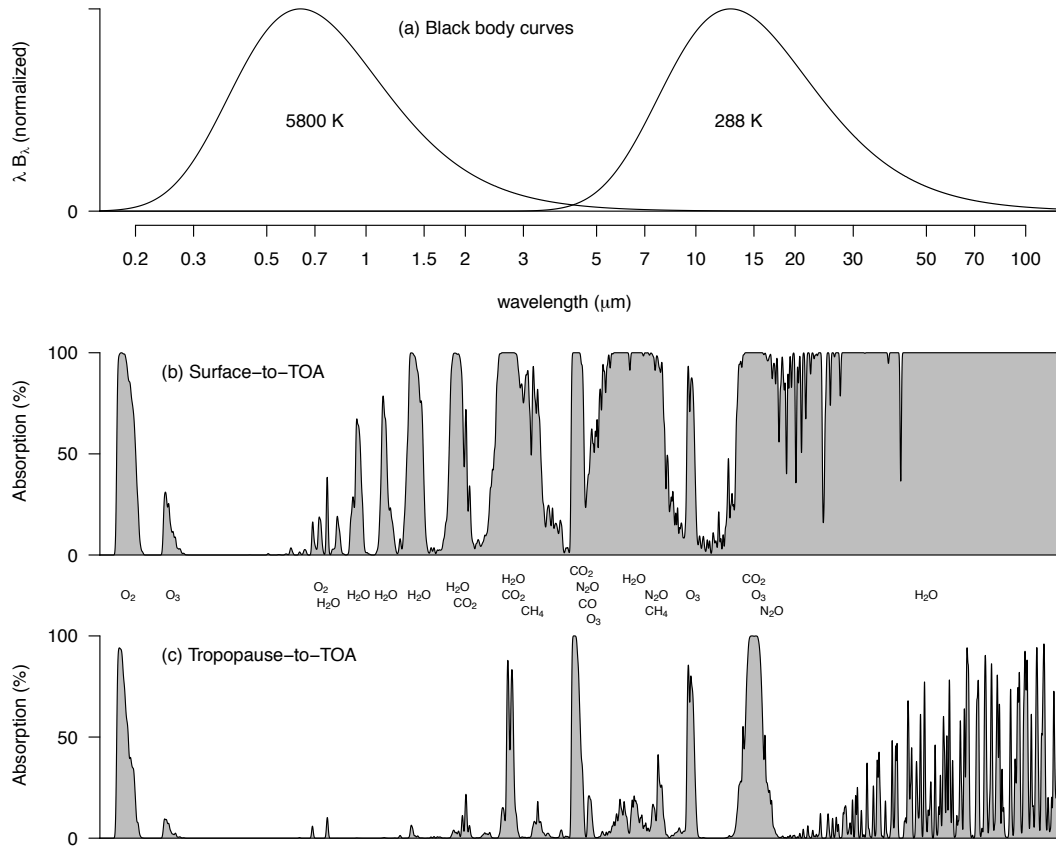 (a) Black body curves
λ Bλ (normalized)
5800 K
288 K
0
0.2 0.3 0.5 0.7 1 1.5 2 3 5 7 10 15 20 30 50 70 100
wavelength (μm)
Absorption (%)
100
50
0
(b) Surface−to−TOA
O₂
O₃
O₂
H₂O
H₂O
H₂O
H₂O
H₂O
CO₂
H₂O
CO₂
CH₄
CO₂
N₂O
CO
O₃
H₂O
N₂O
CH₄
O₃
CO₂
O₃
N₂O
H₂O
Absorption (%)
100
50
0
(c) Tropopause−to−TOA